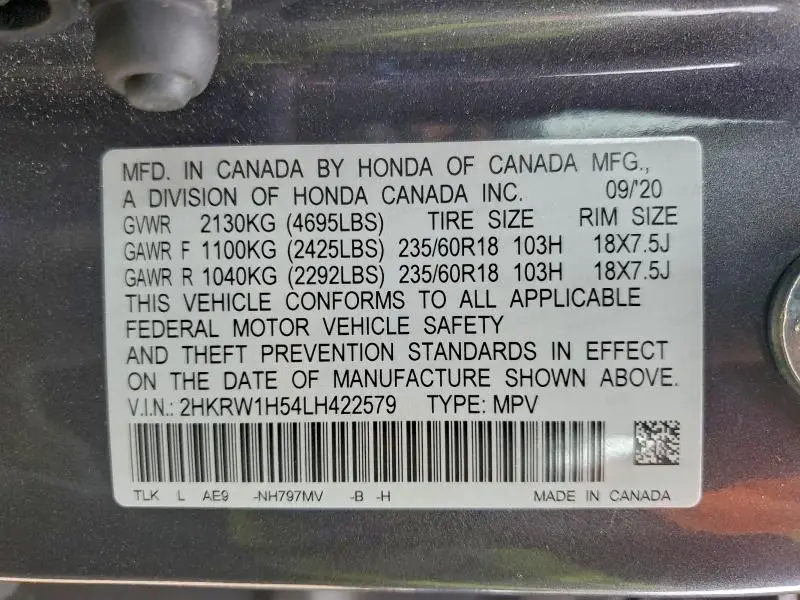 MFD. IN CANADA BY HONDA OF CANADA MFG.,
A DIVISION OF HONDA CANADA INC. 09/'20
GVWR 2130KG (4695LBS) TIRE SIZE RIM SIZE
GAWR F 1100KG (2425LBS) 235/60R18 103H 18X7.5J
GAWR R 1040KG (2292LBS) 235/60R18 103H 18X7.5J
THIS VEHICLE CONFORMS TO ALL APPLICABLE
FEDERAL MOTOR VEHICLE SAFETY
AND THEFT PREVENTION STANDARDS IN EFFECT
ON THE DATE OF MANUFACTURE SHOWN ABOVE.
V.I.N.: 2HKRW1H54LH422579 TYPE: MPV
TLK L AE9 -NH797MV -B -H MADE IN CANADA